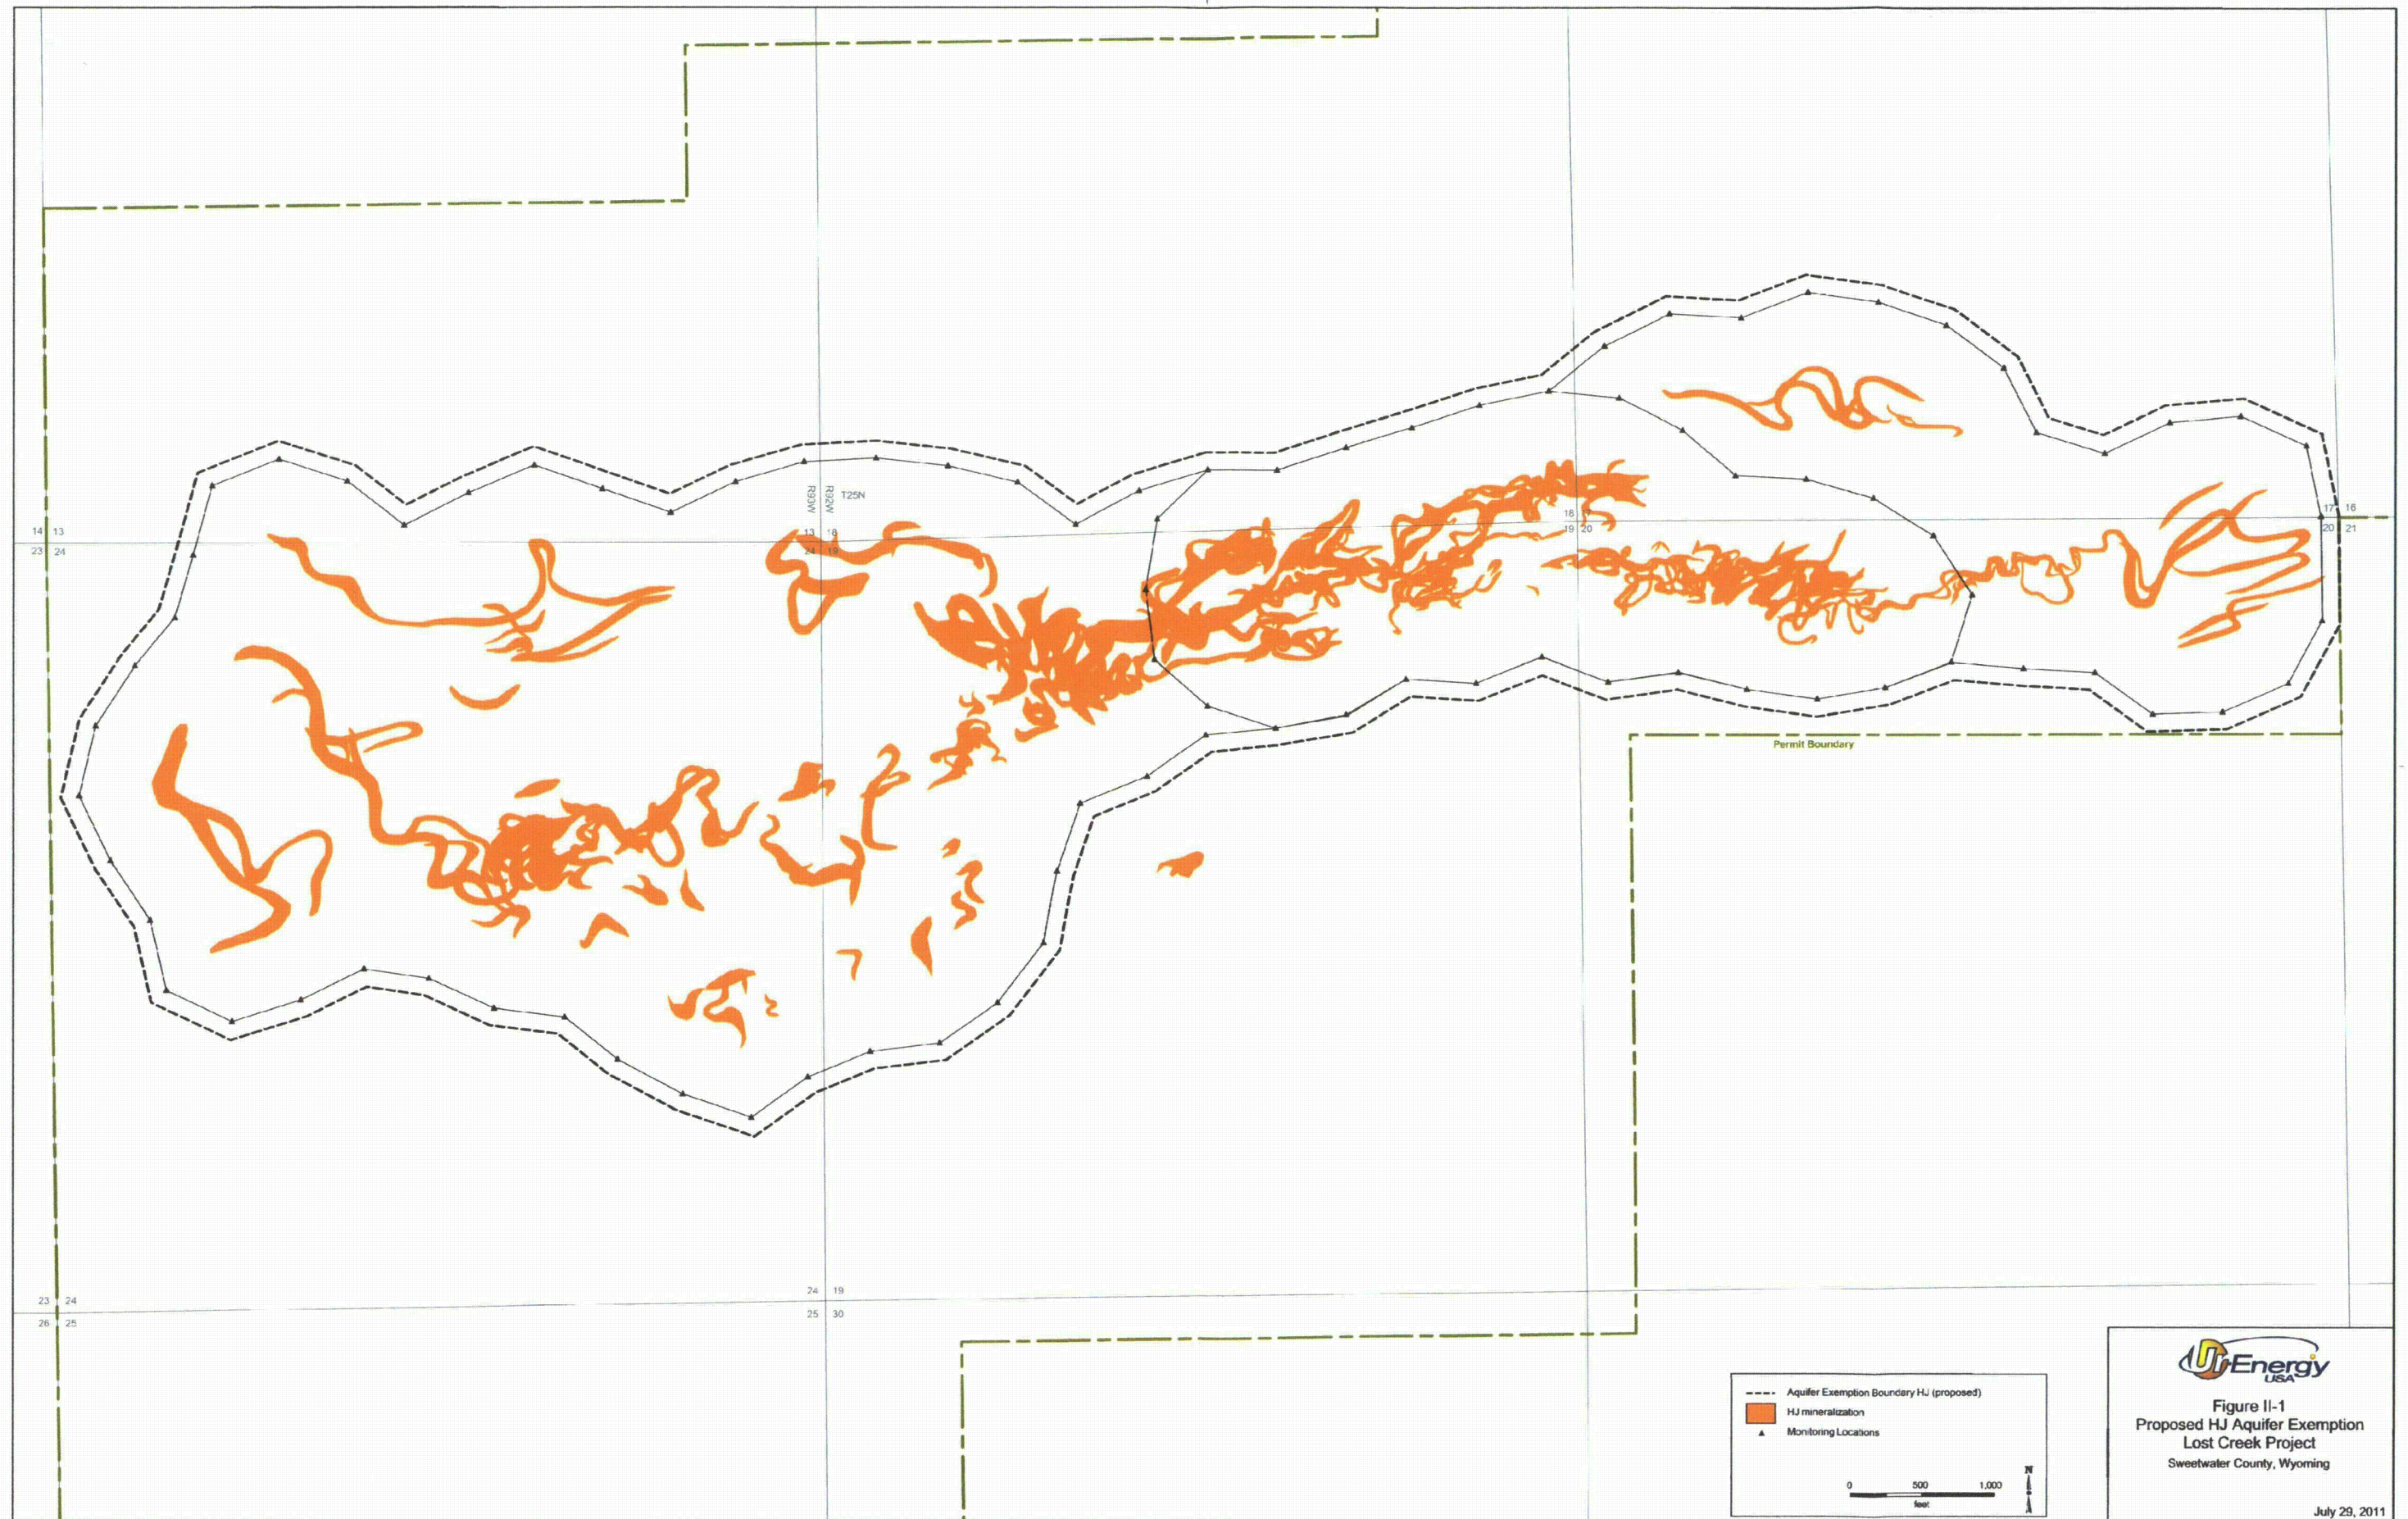 R93W
R92W
T25N
14 13
23 24
13 18
24 19
18 17
19 20
17 16
20 21
Permit Boundary
23 24
26 25
24 19
25 30
Aquifer Exemption Boundary HJ (proposed)
HJ mineralization
Monitoring Locations
0 500 1,000
feet
N
UrEnergy
USA
Figure II-1
Proposed HJ Aquifer Exemption
Lost Creek Project
Sweetwater County, Wyoming
July 29, 2011